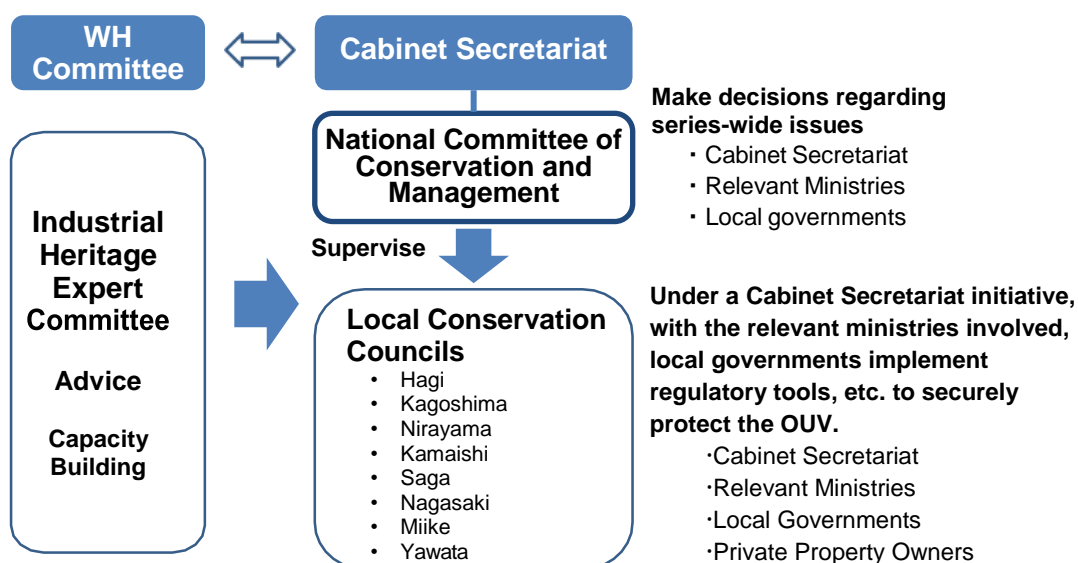 WH
Committee
Cabinet Secretariat
National Committee of
Conservation and
Management
Make decisions regarding
series-wide issues
・Cabinet Secretariat
・Relevant Ministries
・Local governments
Industrial
Heritage
Expert
Committee
Advice
Capacity
Building
Supervise
Local Conservation
Councils
• Hagi
• Kagoshima
• Nirayama
• Kamaishi
• Saga
• Nagasaki
• Miike
• Yawata
Under a Cabinet Secretariat initiative,
with the relevant ministries involved,
local governments implement
regulatory tools, etc. to securely
protect the OUV.
·Cabinet Secretariat
·Relevant Ministries
·Local Governments
·Private Property Owners